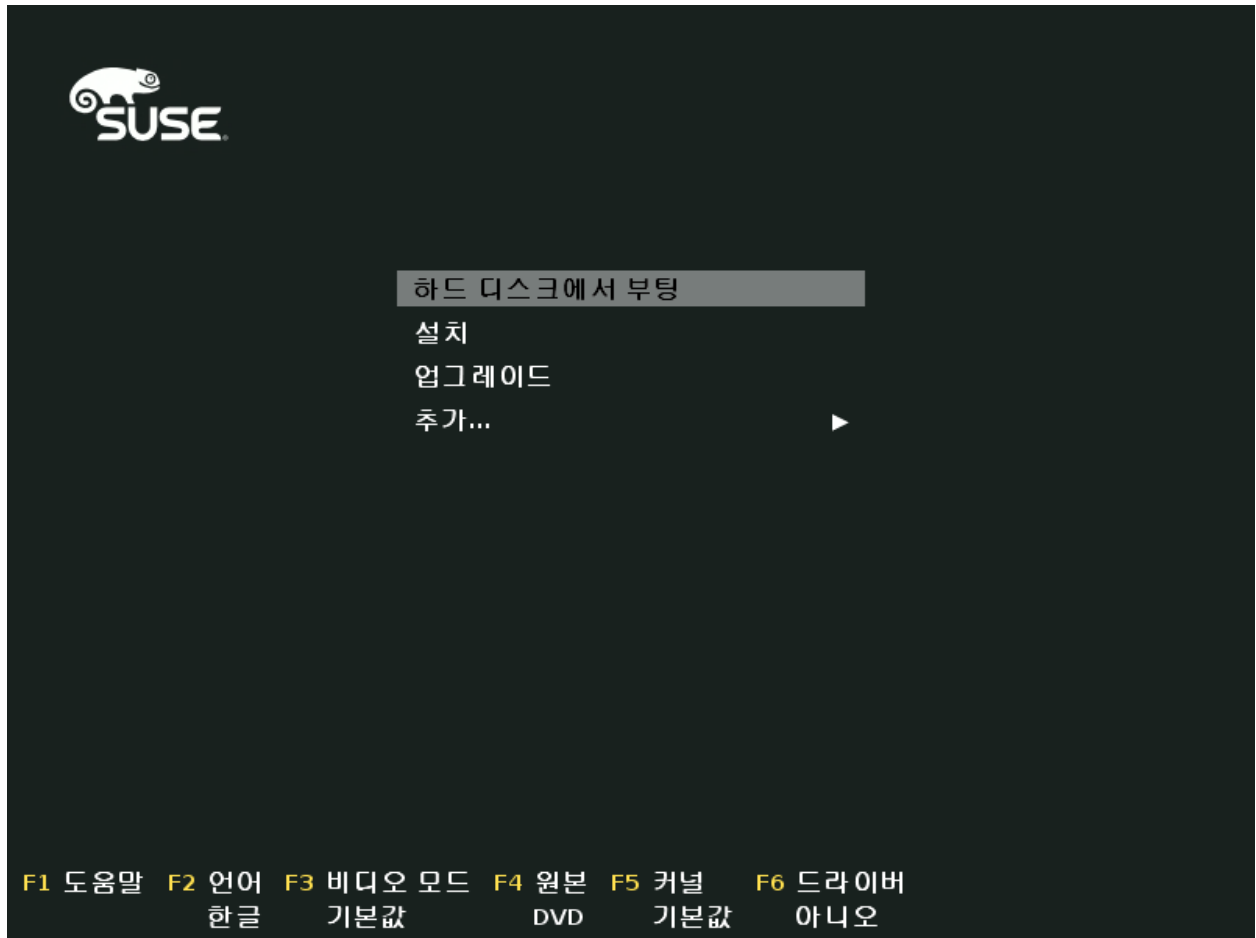 SUSE.
하드 디스크에서 부팅
설치
업그레이드
추가...
F1 도움말 F2 언어 F3 비디오 모드 F4 원본 F5 커널 F6 드라이버
한글 기본값 DVD 기본값 아니오